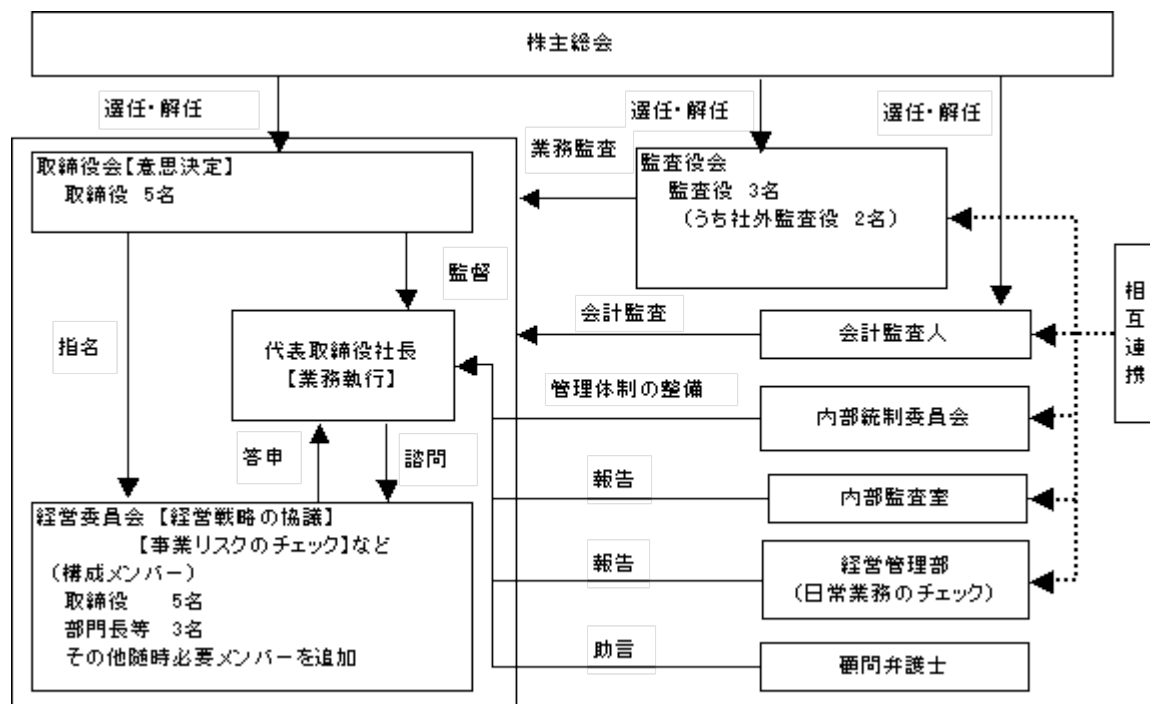 株主総会
選任・解任
選任・解任
選任・解任
取締役会【意思決定】
取締役 5名
業務監査
監査役会
監査役 3名
(うち社外監査役 2名)
監督
会計監査
会計監査人
相互連携
指名
代表取締役社長
【業務執行】
管理体制の整備
内部統制委員会
答申
諮問
報告
内部監査室
経営委員会【経営戦略の協議】
【事業リスクのチェック】など
(構成メンバー)
取締役 5名
部門長等 3名
その他随時必要メンバーを追加
報告
経営管理部
(日常業務のチェック)
助言
顧問弁護士